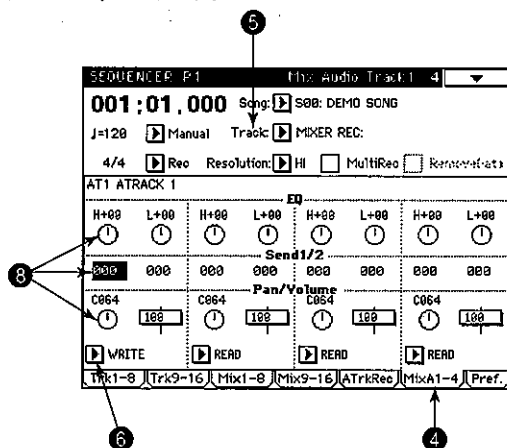 5
SEQUENCER P1 Mix Audio Track1-4
001:01.000 Song: S00: DEMO SONG
♩=120 Manual Track: MIXER REC:
4/4 Rec Resolution: HI MultiRec
AT1 ATRACK 1
EQ
H+00 L+00 H+00 L+00 H+00 L+00 H+00 L+00
8
Send1/2
000 000 000 000 000 000 000 000
Pan/Volume
C064 C064 C064 C064
100 100 100 100
WRITE READ READ READ
Trk1-8 Trk9-16 Mix1-8 Mix9-16 ATrkRec MixA1-4 Pref.
6 4